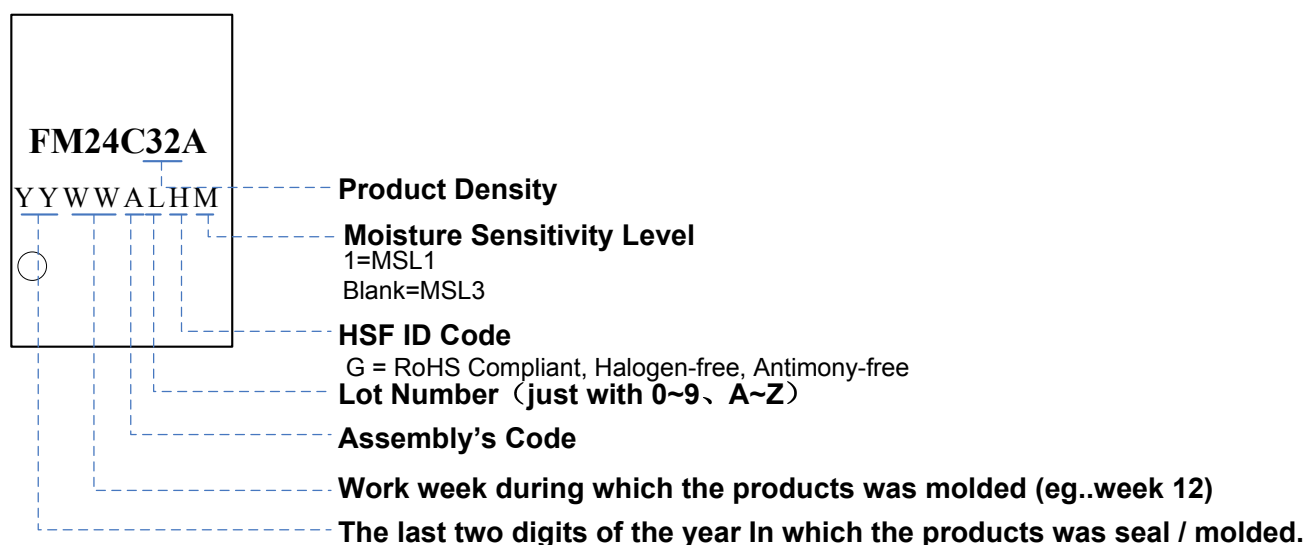 FM24C32A
YYWWALHM
Product Density
Moisture Sensitivity Level
1=MSL1
Blank=MSL3
HSF ID Code
G = RoHS Compliant, Halogen-free, Antimony-free
Lot Number（just with 0~9、A~Z）
Assembly’s Code
Work week during which the products was molded (eg..week 12)
The last two digits of the year In which the products was seal / molded.